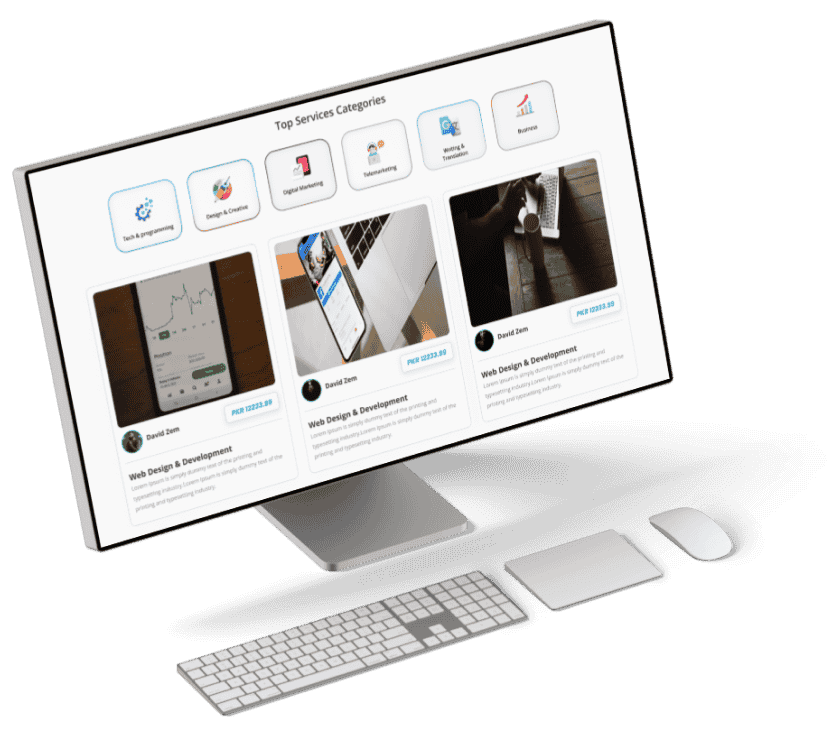 Top Services Categories
Tech & programming
Design & Creative
Digital Marketing
Telemarketing
Writing &
Translation
Business
PKR 12233.99
David Zem
Web Design & Development
Lorem Ipsum is simply dummy text of the printing and
typesetting industry.Lorem Ipsum is simply dummy text of the
printing and typesetting industry.
PKR 12233.99
David Zem
Web Design & Development
Lorem Ipsum is simply dummy text of the printing and
typesetting industry.Lorem Ipsum is simply dummy text of the
printing and typesetting industry.
PKR 12233.99
David Zem
Web Design & Development
Lorem Ipsum is simply dummy text of the printing and
typesetting industry.Lorem Ipsum is simply dummy text of the
printing and typesetting industry.